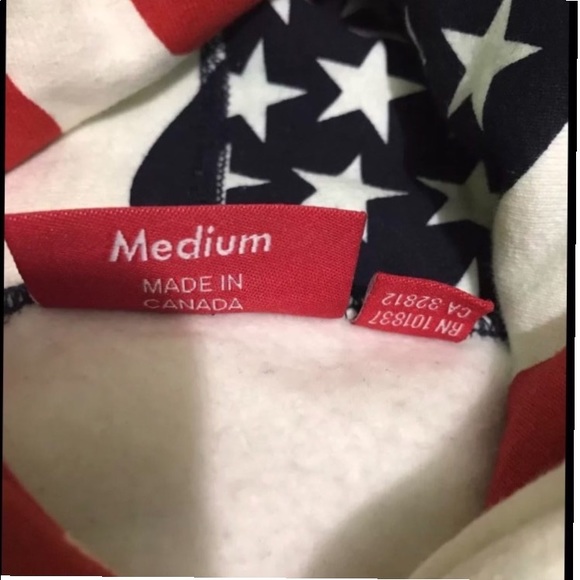 Medium
MADE IN
CANADA
RN 101837
CA 32812